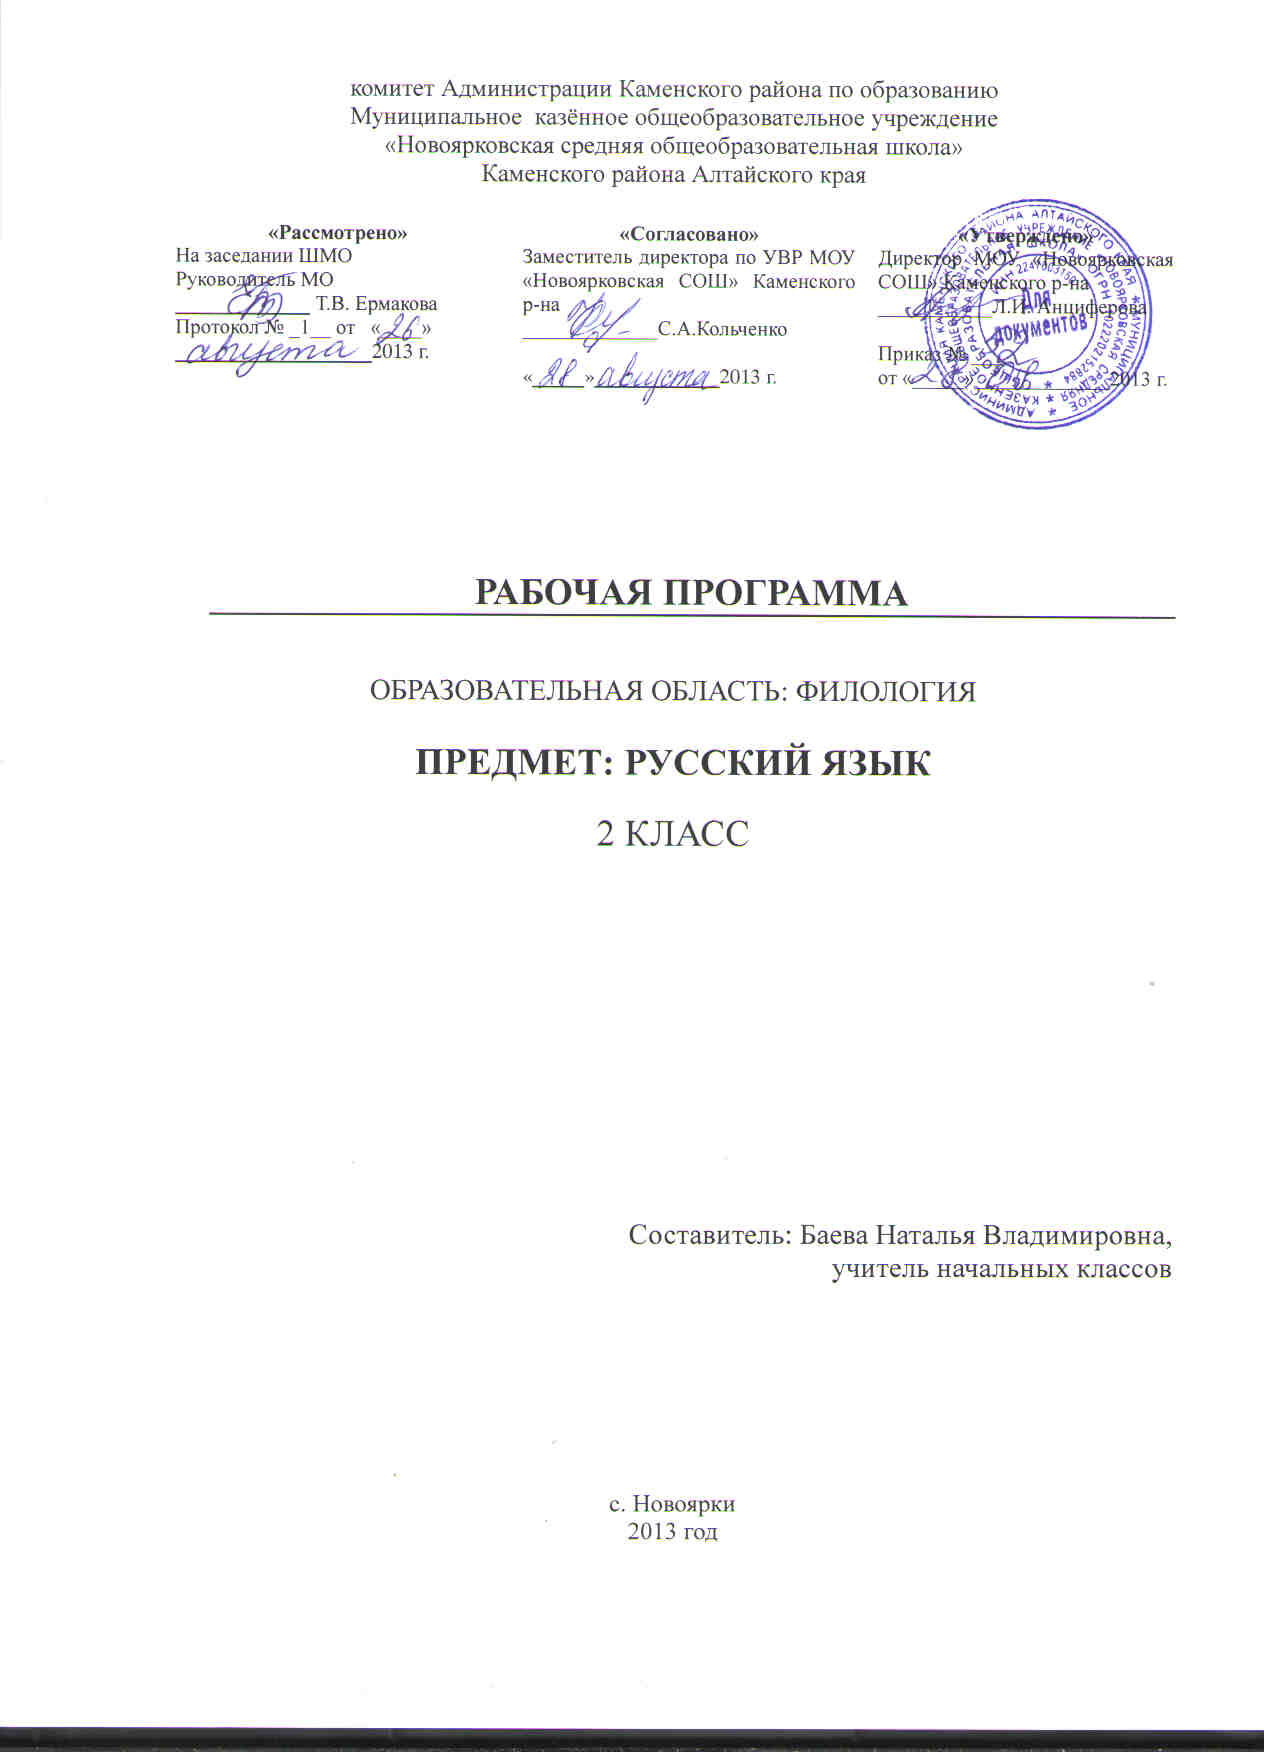 комитет Администрации Каменского района по образованию
Муниципальное казённое общеобразовательное учреждение
«Новоярковская средняя общеобразовательная школа»
Каменского района Алтайского края
«Рассмотрено»
На заседании ШМО
Руководитель МО
Т.В. Ермакова
Протокол №_1__ от «26»
августа 2013 г.
«Согласовано»
Заместитель директора по УВР МОУ
«Новоярковская СОШ» Каменского
р-на
С.А.Кольченко
«28» августа 2013 г.
«Утверждено»
Директор МОУ «Новоярковская
СОШ» Каменского р-на
Л.И. Анциферова
Приказ №
от « » 2013 г.
Для
документов
РАБОЧАЯ ПРОГРАММА
ОБРАЗОВАТЕЛЬНАЯ ОБЛАСТЬ: ФИЛОЛОГИЯ
ПРЕДМЕТ: РУССКИЙ ЯЗЫК
2 КЛАСС
Составитель: Баева Наталья Владимировна,
учитель начальных классов
с. Новоярки
2013 год